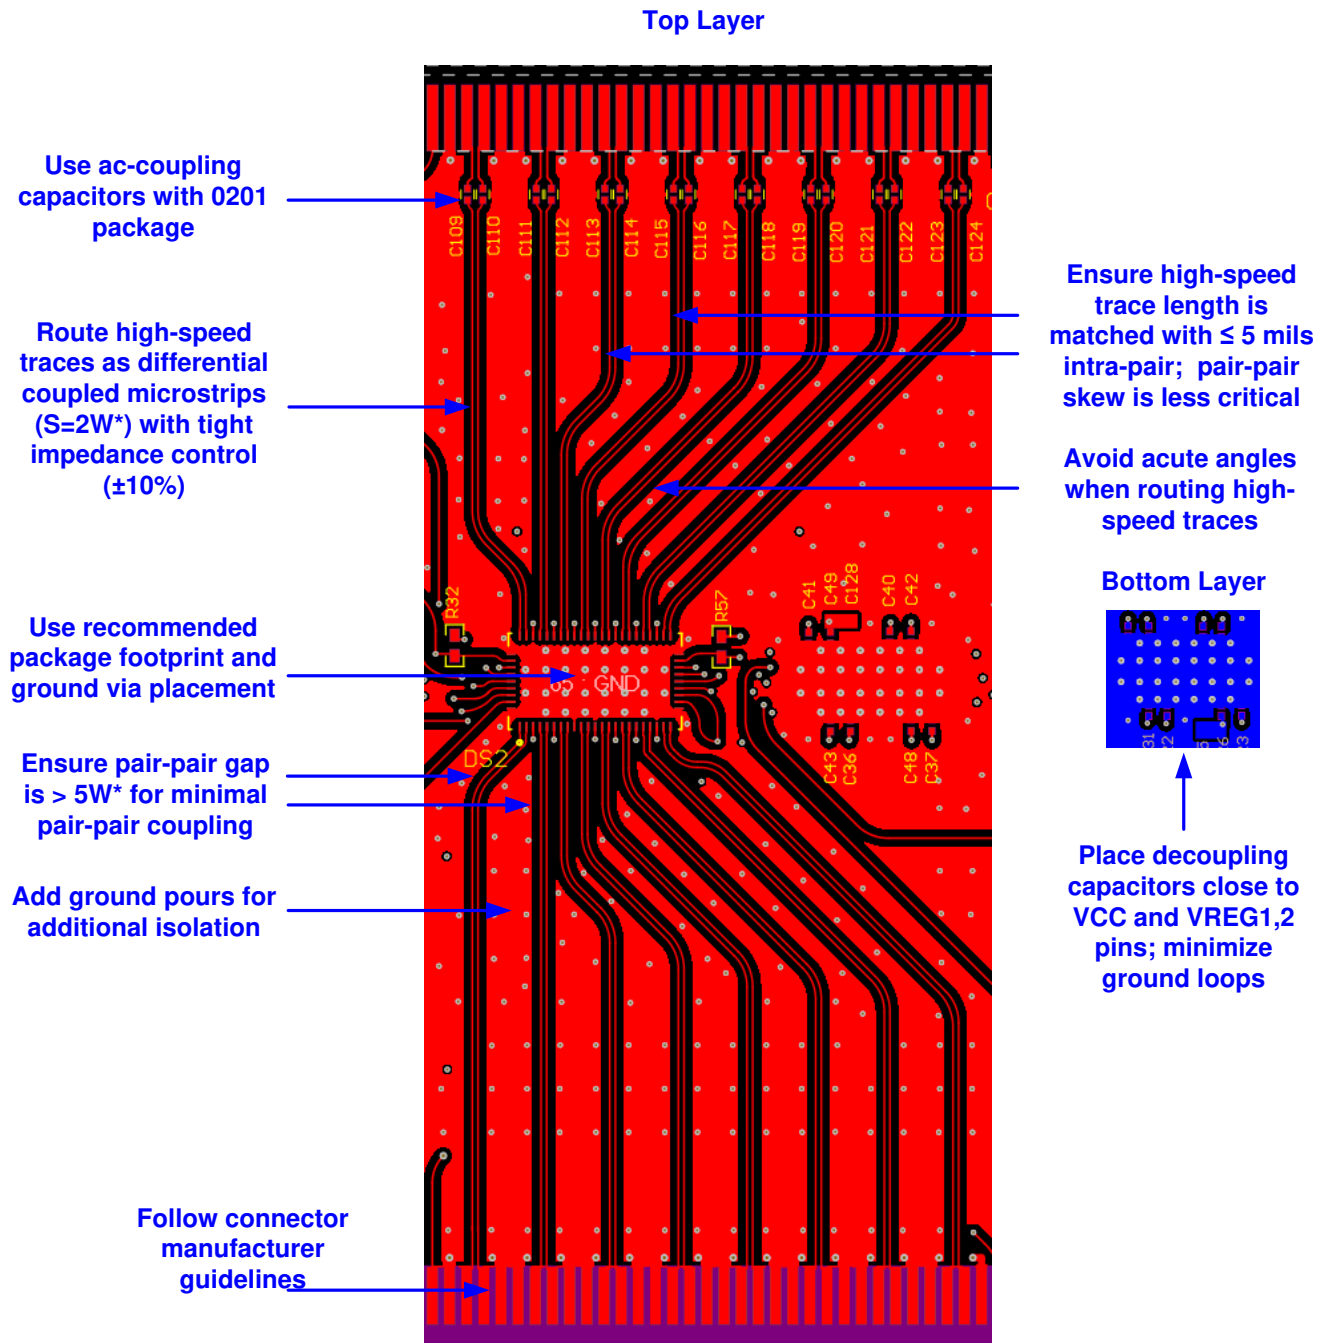 Top Layer
Use ac-coupling
capacitors with 0201
package
C109
C110
C111
C112
C113
C114
C115
C116
C117
C118
C119
C120
C121
C122
C123
C124
Route high-speed
traces as differential
coupled microstrips
(S=2W*) with tight
impedance control
(±10%)
Ensure high-speed
trace length is
matched with ≤ 5 mils
intra-pair; pair-pair
skew is less critical
Avoid acute angles
when routing high-
speed traces
Bottom Layer
R32
R57
C41
C49
C128
C40
C42
Use recommended
package footprint and
ground via placement
GND
DS2
C43
C36
C48
C37
31
22
Ensure pair-pair gap
is > 5W* for minimal
pair-pair coupling
Add ground pours for
additional isolation
Place decoupling
capacitors close to
VCC and VREG1,2
pins; minimize
ground loops
Follow connector
manufacturer
guidelines